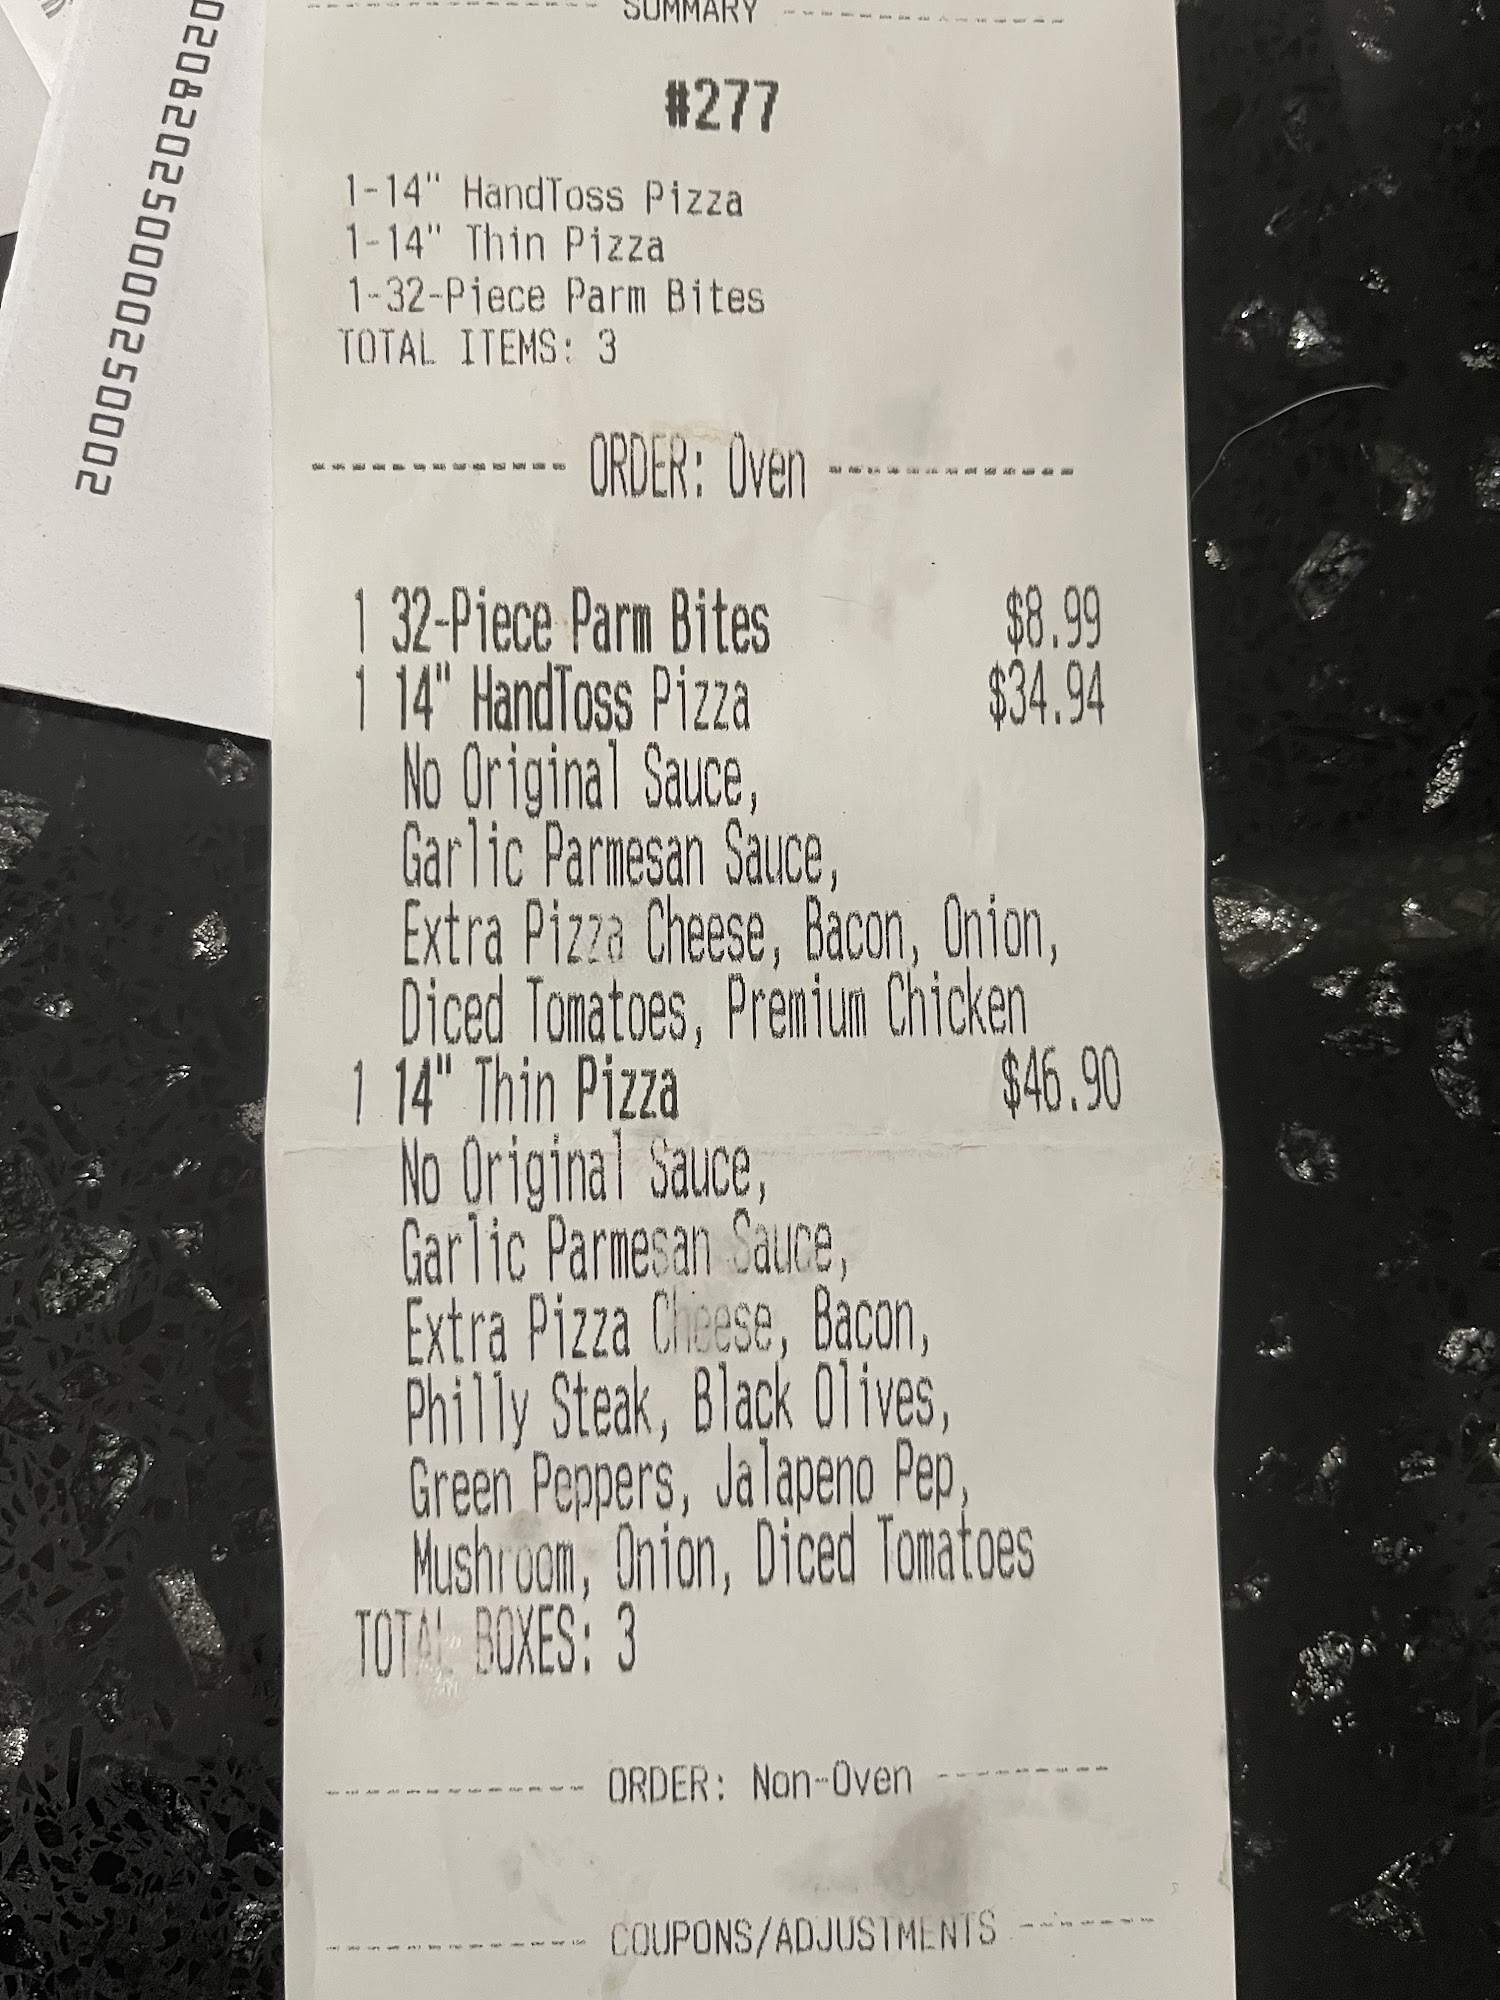 SUMMARY
#277
1-14" HandToss Pizza
1-14" Thin Pizza
1-32-Piece Parm Bites
TOTAL ITEMS: 3
ORDER: Oven
1 32-Piece Parm Bites $8.99
1 14" HandToss Pizza $34.94
No Original Sauce,
Garlic Parmesan Sauce,
Extra Pizza Cheese, Bacon, Onion,
Diced Tomatoes, Premium Chicken
1 14" Thin Pizza $46.90
No Original Sauce,
Garlic Parmesan Sauce,
Extra Pizza Cheese, Bacon,
Philly Steak, Black Olives,
Green Peppers, Jalapeno Pep,
Mushroom, Onion, Diced Tomatoes
TOTAL BOXES: 3
ORDER: Non-Oven
COUPONS/ADJUSTMENTS